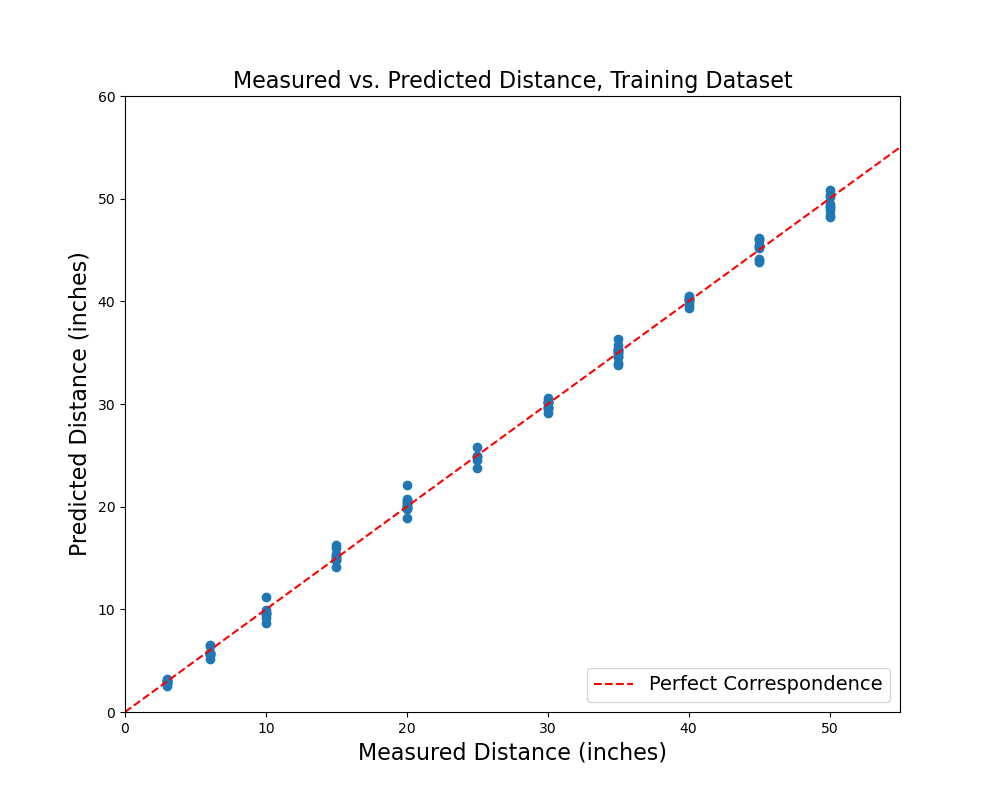 Measured vs. Predicted Distance, Training Dataset
60
50
40
30
20
10
0
Predicted Distance (inches)
Perfect Correspondence
0 10 20 30 40 50
Measured Distance (inches)